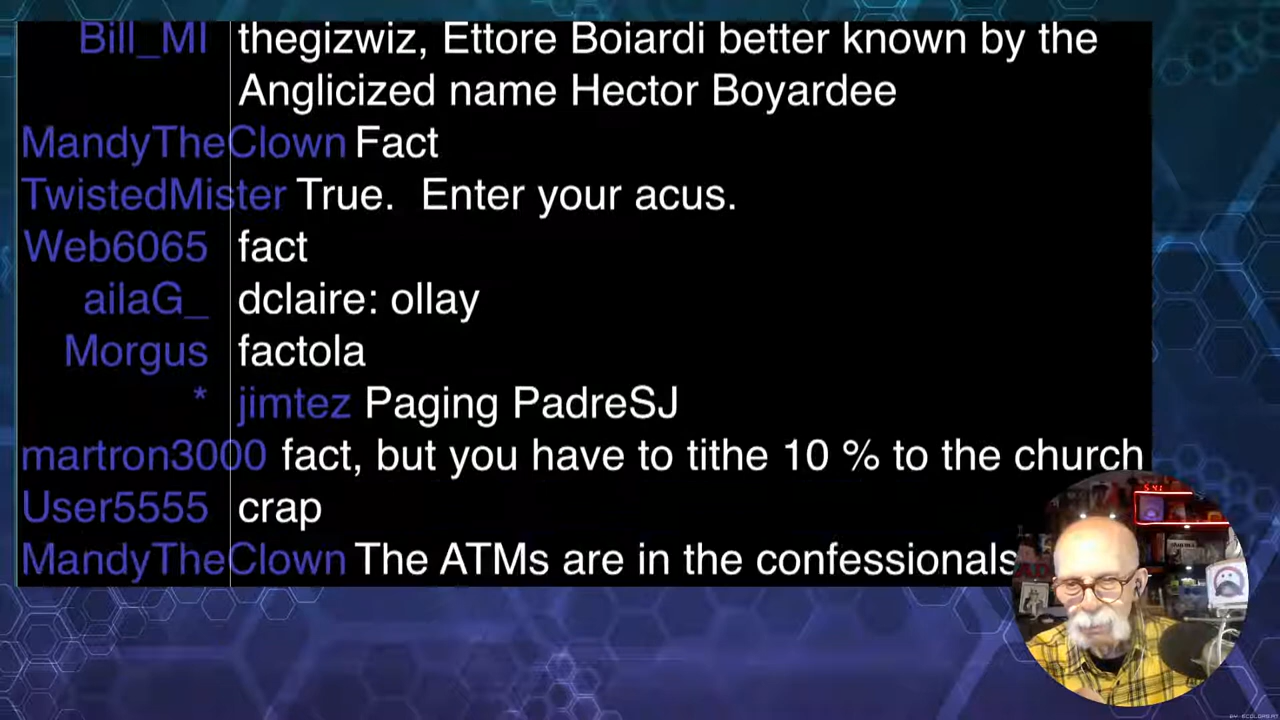 Bill_MI thegizwiz, Ettore Boiardi better known by the
Anglicized name Hector Boyardee
MandyTheClown Fact
TwistedMister True.  Enter your acus.
Web6065 fact
ailaG_ dclaire: ollay
Morgus factola
* jimtez Paging PadreSJ
martron3000 fact, but you have to tithe 10 % to the church
User5555 crap
MandyTheClown The ATMs are in the confessionals
5:41